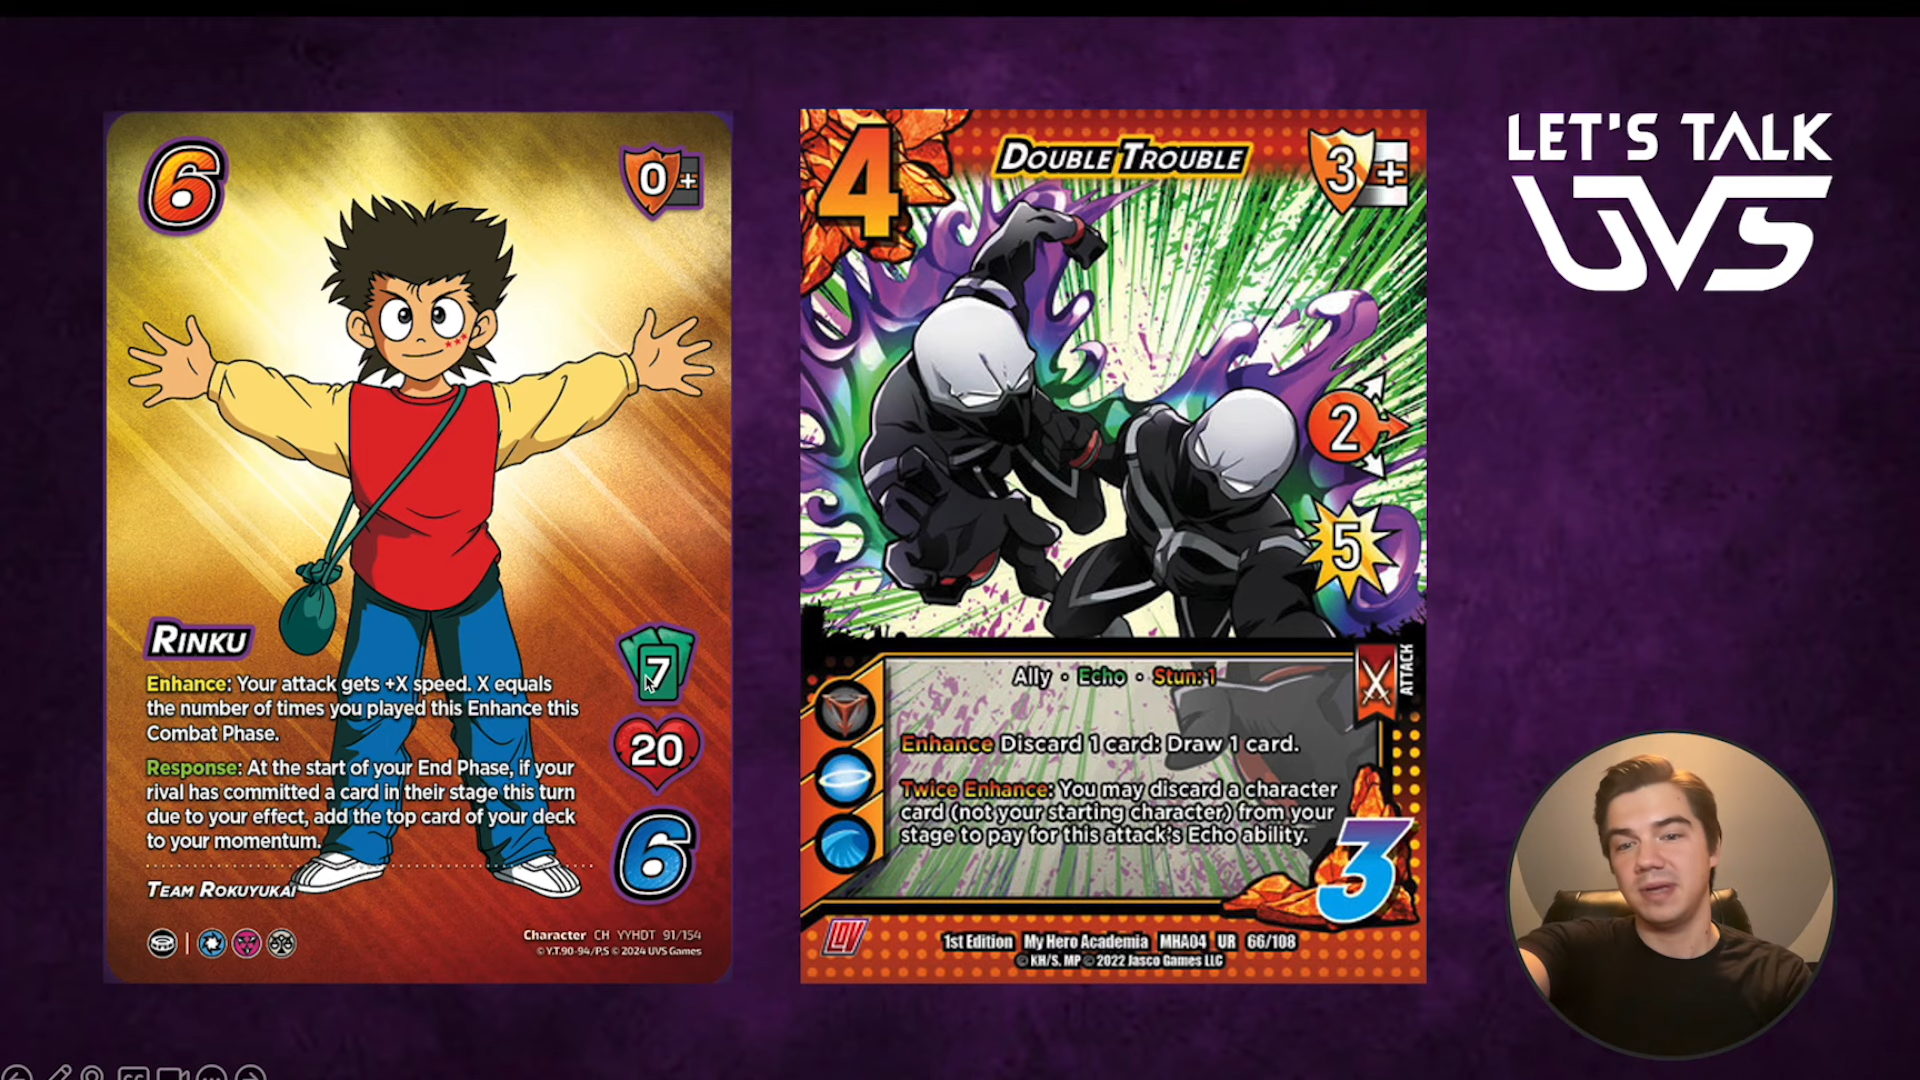 6
0 +
RINKU
7
Enhance: Your attack gets +X speed. X equals
the number of times you played this Enhance this
Combat Phase.
20
Response: At the start of your End Phase, if your
rival has committed a card in their stage this turn
due to your effect, add the top card of your deck
to your momentum.
6
TEAM ROKUYUKAI
Character CH YYHDT 91/154
© Y.T.90-94/P,S © 2024 UVS Games
4
DOUBLE TROUBLE
3 +
2
5
ATTACK
Ally • Echo • Stun: 1
Enhance Discard 1 card: Draw 1 card.
Twice Enhance: You may discard a character
card (not your starting character) from your
stage to pay for this attack's Echo ability.
3
1st Edition My Hero Academia MHA04 UR 66/108
© KH/S. MP © 2022 Jasco Games LLC
LET'S TALK
UVS